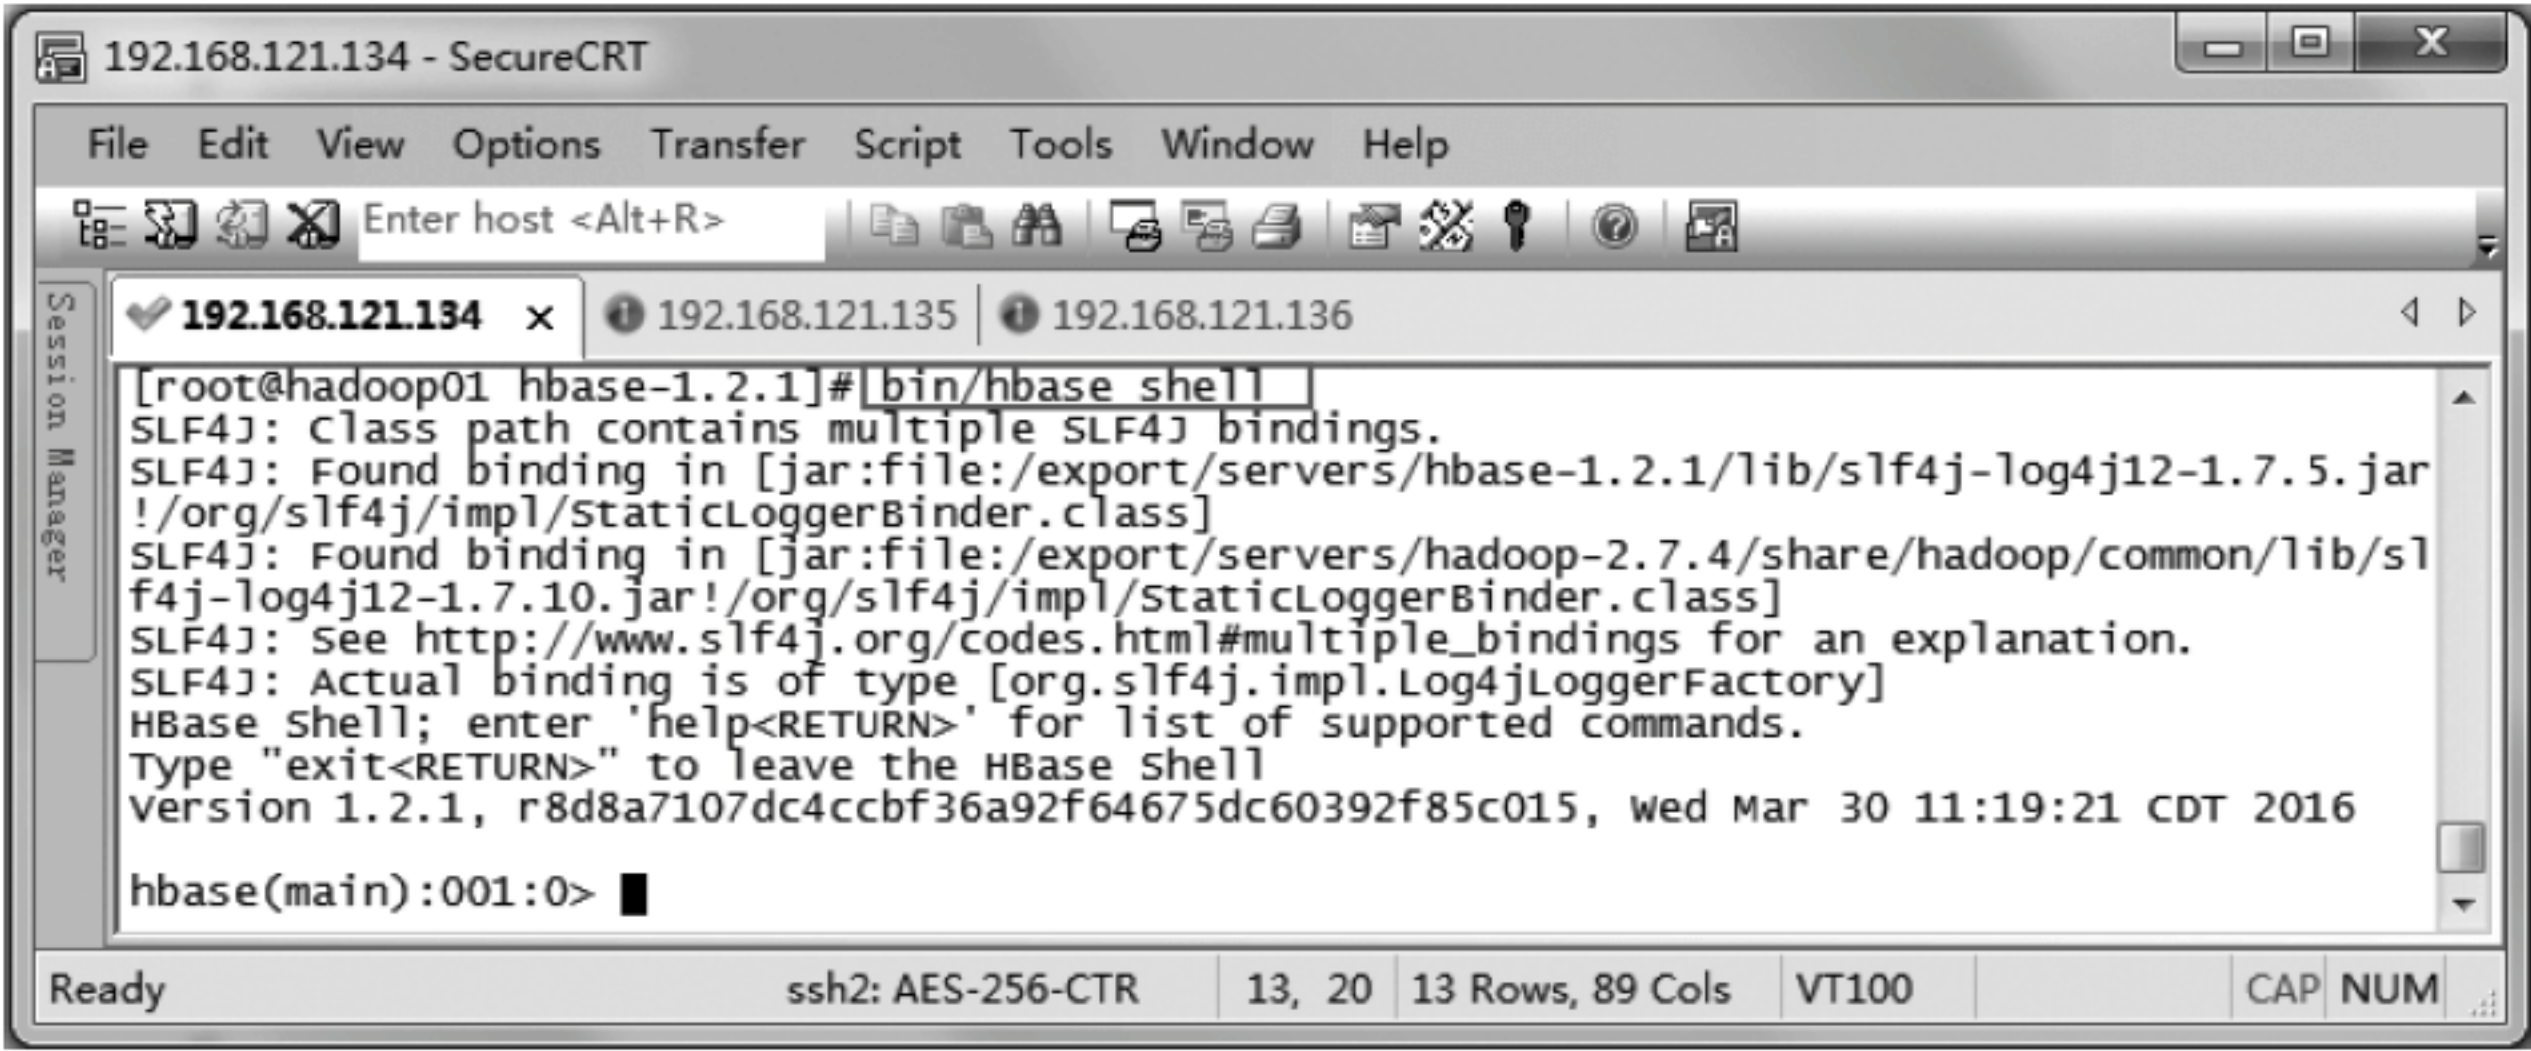 192.168.121.134 - SecureCRT
File Edit View Options Transfer Script Tools Window Help
Enter host <Alt+R>
192.168.121.134 x 192.168.121.135 192.168.121.136
Session Manager
[root@hadoop01 hbase-1.2.1]# bin/hbase shell
SLF4J: Class path contains multiple SLF4J bindings.
SLF4J: Found binding in [jar:file:/export/servers/hbase-1.2.1/lib/slf4j-log4j12-1.7.5.jar
!/org/slf4j/impl/StaticLoggerBinder.class]
SLF4J: Found binding in [jar:file:/export/servers/hadoop-2.7.4/share/hadoop/common/lib/sl
f4j-log4j12-1.7.10.jar!/org/slf4j/impl/StaticLoggerBinder.class]
SLF4J: See http://www.slf4j.org/codes.html#multiple_bindings for an explanation.
SLF4J: Actual binding is of type [org.slf4j.impl.Log4jLoggerFactory]
HBase Shell; enter 'help<RETURN>' for list of supported commands.
Type "exit<RETURN>" to leave the HBase Shell
Version 1.2.1, r8d8a7107dc4ccbf36a92f64675dc60392f85c015, Wed Mar 30 11:19:21 CDT 2016
hbase(main):001:0>
Ready ssh2: AES-256-CTR 13, 20 13 Rows, 89 Cols VT100 CAP NUM